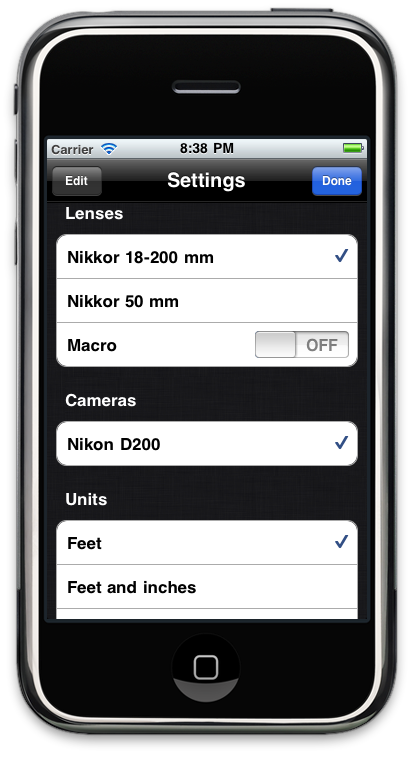 Carrier 8:38 PM
Edit Settings Done
Lenses
Nikkor 18-200 mm
Nikkor 50 mm
Macro OFF
Cameras
Nikon D200
Units
Feet
Feet and inches